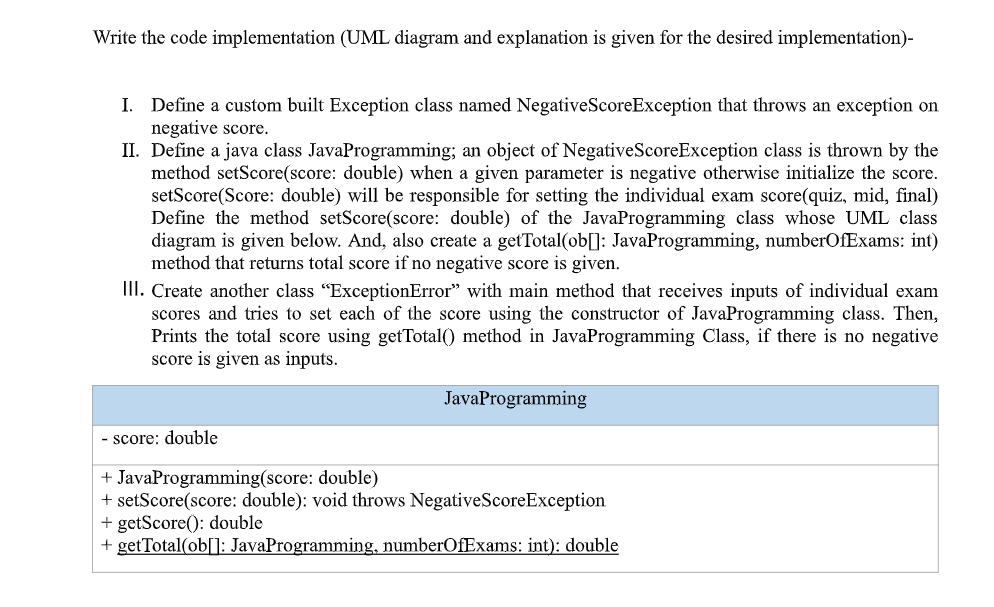 Write the code implementation (UML diagram and explanation is given for the desired implementation)-
I. Define a custom built Exception class named NegativeScoreException that throws an exception on
negative score.
II. Define a java class JavaProgramming; an object of NegativeScoreException class is thrown by the
method setScore(score: double) when a given parameter is negative otherwise initialize the score.
setScore(Score: double) will be responsible for setting the individual exam score(quiz, mid, final)
Define the method setScore(score: double) of the JavaProgramming class whose UML class
diagram is given below. And, also create a getTotal(ob[]: JavaProgramming, numberOfExams: int)
method that returns total score if no negative score is given.
III. Create another class “ExceptionError” with main method that receives inputs of individual exam
scores and tries to set each of the score using the constructor of JavaProgramming class. Then,
Prints the total score using getTotal() method in JavaProgramming Class, if there is no negative
score is given as inputs.
JavaProgramming
- score: double
+ JavaProgramming(score: double)
+ setScore(score: double): void throws NegativeScoreException
+ getScore(): double
+ getTotal(ob[]: JavaProgramming, numberOfExams: int): double